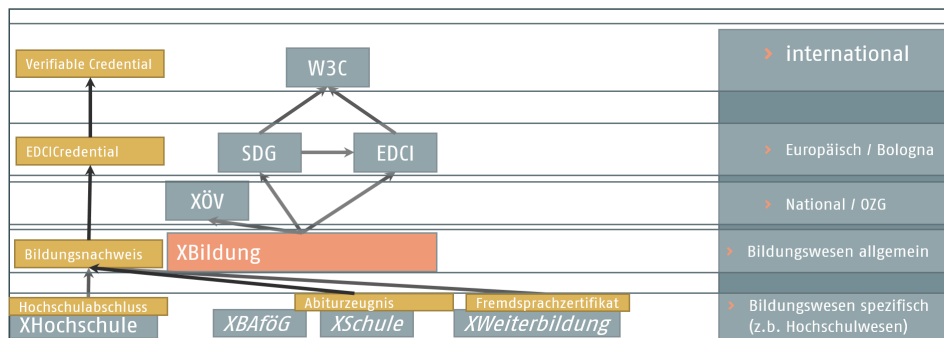 Verifiable Credential
W3C
> international
EDCICredential
SDG
EDCI
> Europäisch / Bologna
XÖV
> National / OZG
Bildungsnachweis
XBildung
> Bildungswesen allgemein
Hochschulabschluss
Abiturzeugnis
Fremdsprachzertifikat
XHochschule
XBAföG
XSchule
XWeiterbildung
> Bildungswesen spezifisch
(z.b. Hochschulwesen)